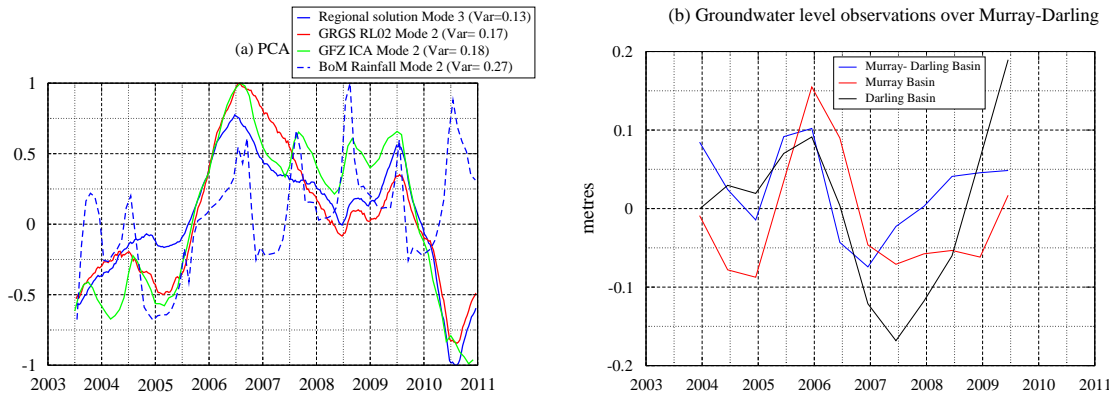 (a) PCA
Regional solution Mode 3 (Var=0.13)
GRGS RL02 Mode 2 (Var= 0.17)
GFZ ICA Mode 2 (Var= 0.18)
BoM Rainfall Mode 2 (Var= 0.27)
1
0.5
0
-0.5
-1
2003 2004 2005 2006 2007 2008 2009 2010 2011
(b) Groundwater level observations over Murray-Darling
Murray- Darling Basin
Murray Basin
Darling Basin
metres
0.2
0.1
0
-0.1
-0.2
2003 2004 2005 2006 2007 2008 2009 2010 2011